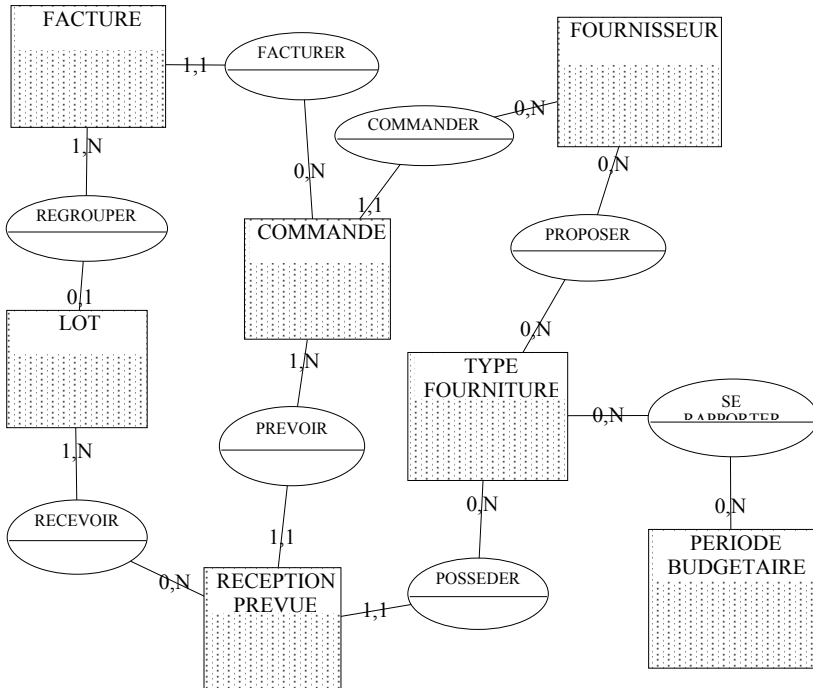 FACTURE
FACTURER
FOURNISSEUR
1,1
COMMANDER
0,N
1,N
0,N
0,N
REGROUPER
1,1
COMMANDE
PROPOSER
0,1
LOT
0,N
1,N
TYPE
FOURNITURE
SE
RAPPORTER
0,N
PREVOIR
1,N
0,N
0,N
RECEVOIR
1,1
PERIODE
BUDGETAIRE
0,N
RECEPTION
PREVUE
POSSEDER
1,1